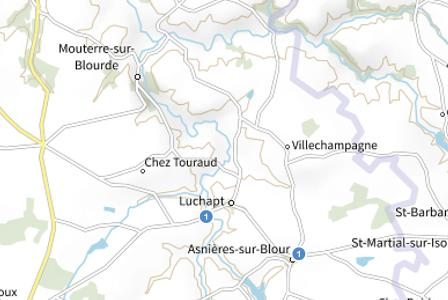 Mouterre-sur-
Blourde
Villechampagne
Chez Touraud
Luchapt
1
St-Barba
Asnières-sur-Blour
1
St-Martial-sur-Iso
oux